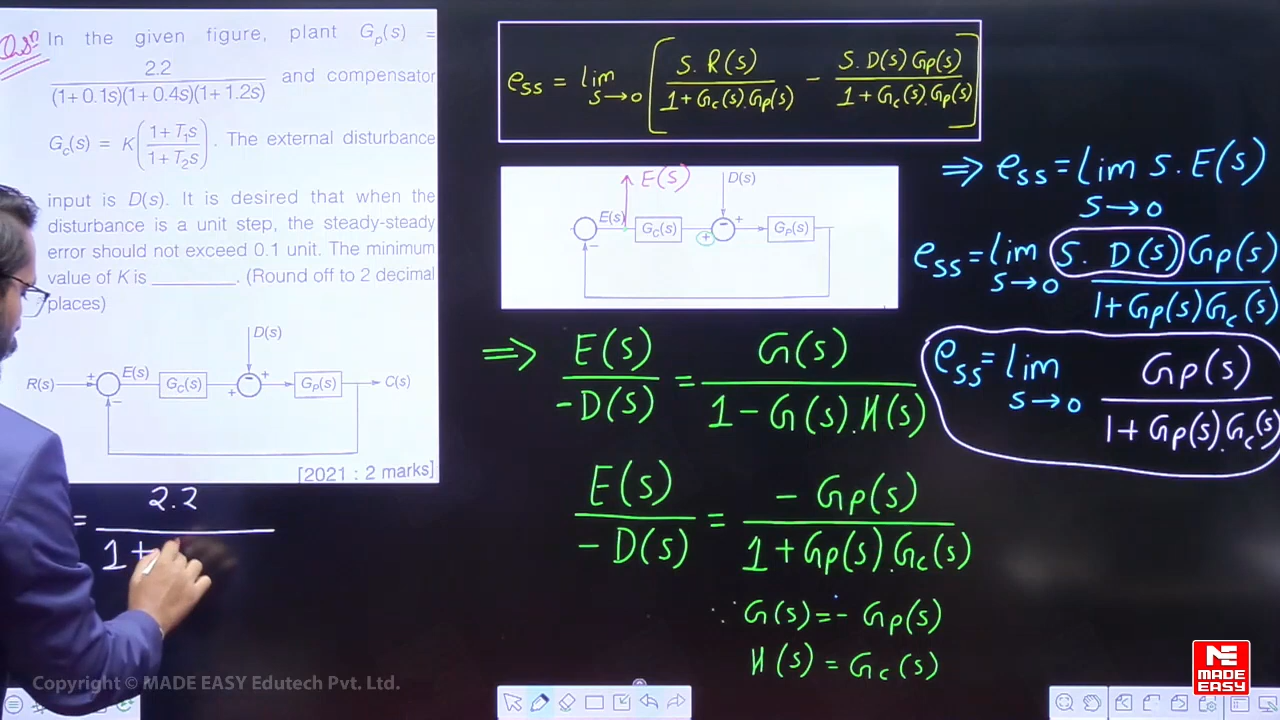 Qsn In the given figure, plant Gp(s) =
2.2 / (1+0.1s)(1+0.4s)(1+1.2s) and compensator
Gc(s) = K((1+T₁s)/(1+T₂s)). The external disturbance
input is D(s). It is desired that when the
disturbance is a unit step, the steady-steady
error should not exceed 0.1 unit. The minimum
value of K is ________. (Round off to 2 decimal
places)
D(s)
R(s) + E(s) Gc(s) − + Gp(s) C(s)
− +
[2021 : 2 marks]
= 2.2 / 1+
ess = lim s→0 [ S.R(s) / 1+Gc(s).Gp(s) − S.D(s)Gp(s) / 1+Gc(s).Gp(s) ]
E(s) D(s)
E(s) Gc(s) − + Gp(s)
− +
⇒ E(s) / -D(s) = G(s) / 1 − G(s).H(s)
E(s) / − D(s) = − Gp(s) / 1+Gp(s).Gc(s)
∵ G(s) = − Gp(s)
H(s) = Gc(s)
⇒ ess = lim s→0 S.E(s)
ess = lim s→0 S. D(s) Gp(s) / 1+Gp(s)Gc(s)
ess = lim s→0 Gp(s) / 1+Gp(s).Gc(s)
Copyright © MADE EASY Edutech Pvt. Ltd.
ME
MADE
EASY